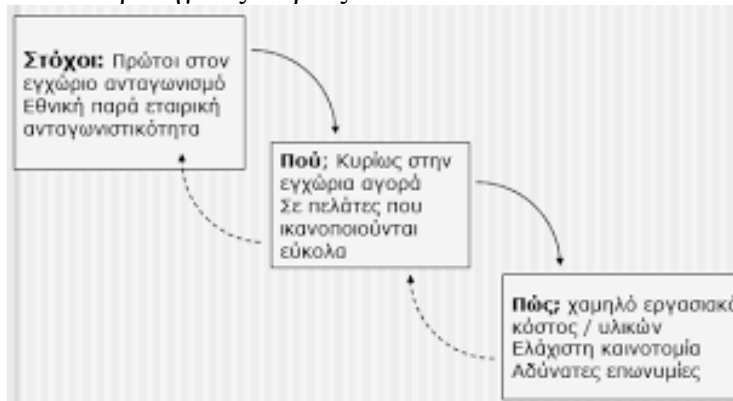 Στόχοι: Πρώτοι στον
εγχώριο ανταγωνισμό
Εθνική παρά εταιρική
ανταγωνιστικότητα
Πού; Κυρίως στην
εγχώρια αγορά
Σε πελάτες που
ικανοποιούνται
εύκολα
Πώς; χαμηλό εργασιακό
κόστος / υλικών
Ελάχιστη καινοτομία
Αδύνατες επωνυμίες